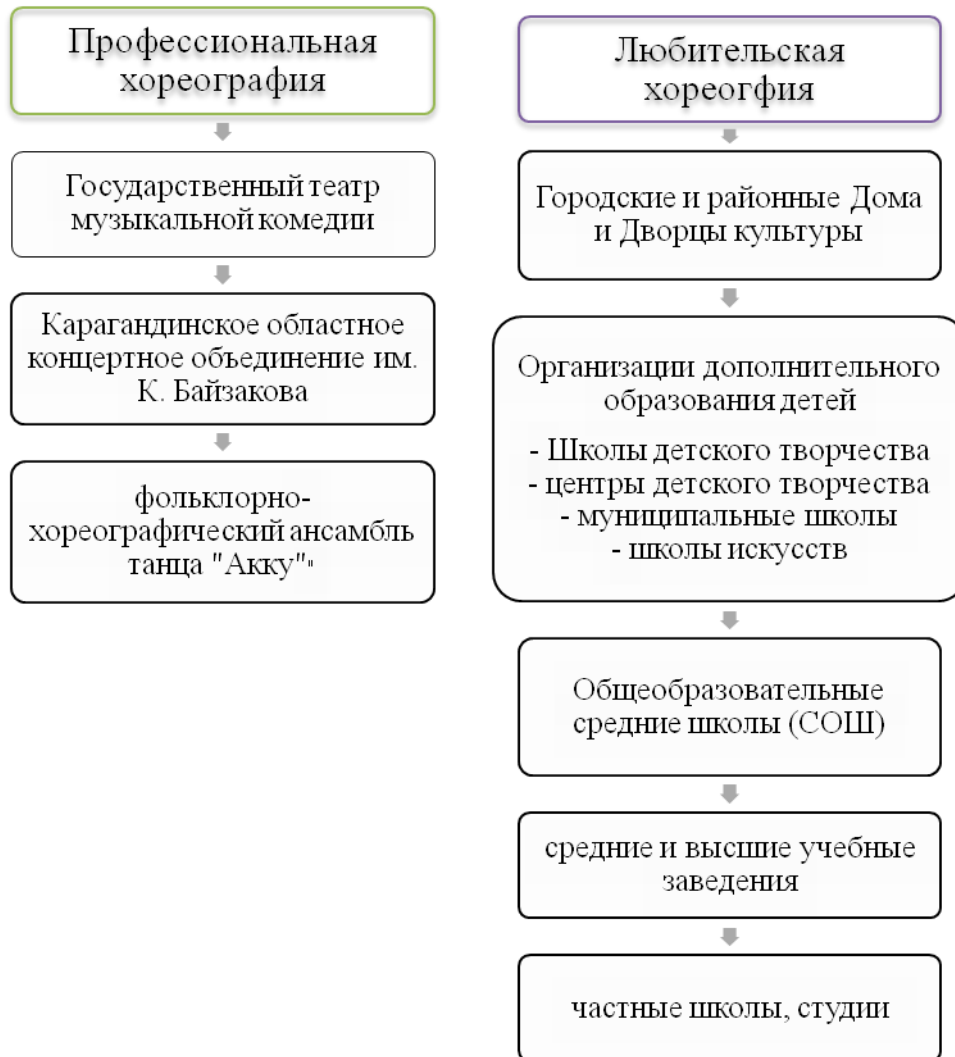 Профессиональная
хореография
Государственный театр
музыкальной комедии
Карагандинское областное
концертное объединение им.
К. Байзакова
фольклорно-
хореографический ансамбль
танца "Акку""
Любительская
хореогфия
Городские и районные Дома
и Дворцы культуры
Организации дополнительного
образования детей
- Школы детского творчества
- центры детского творчества
- муниципальные школы
- школы искусств
Общеобразовательные
средние школы (СОШ)
средние и высшие учебные
заведения
частные школы, студии